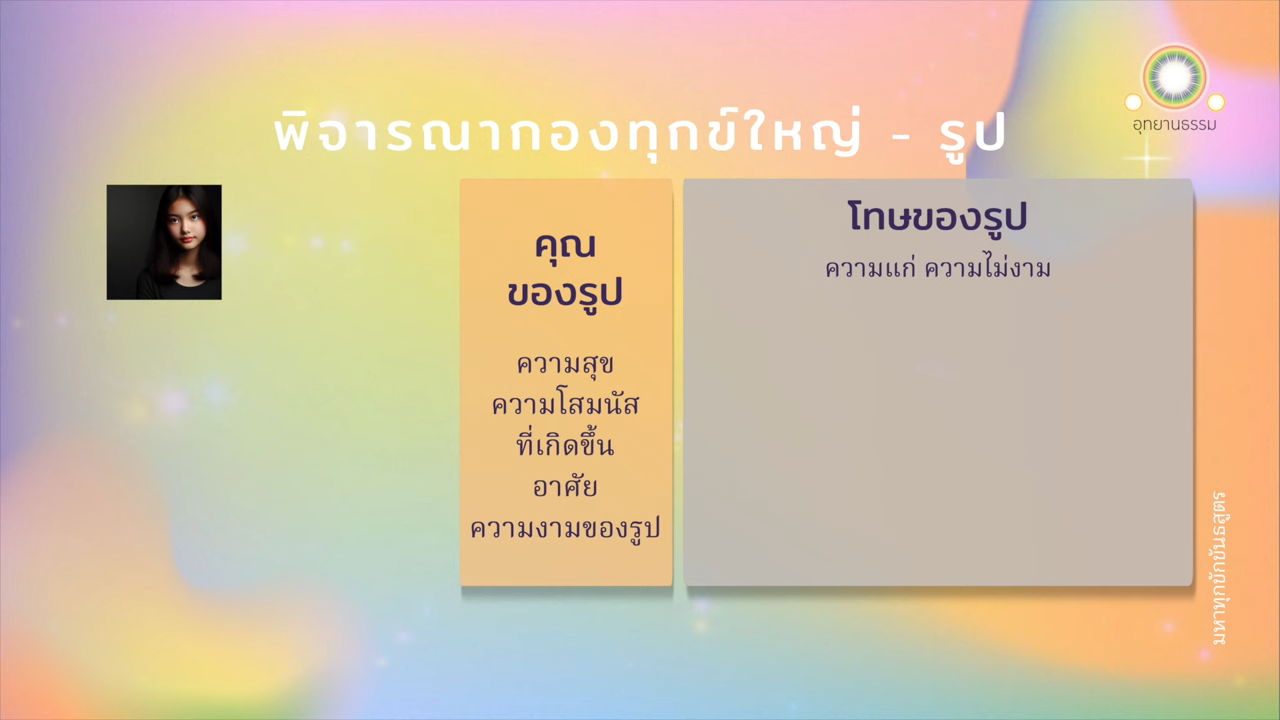 อุทยานธรรม
พิจารณากองทุกข์ใหญ่ - รูป
คุณ
ของรูป
ความสุข
ความโสมนัส
ที่เกิดขึ้น
อาศัย
ความงามของรูป
โทษของรูป
ความแก่ ความไม่งาม
มหาทุกขักขันธสูตร